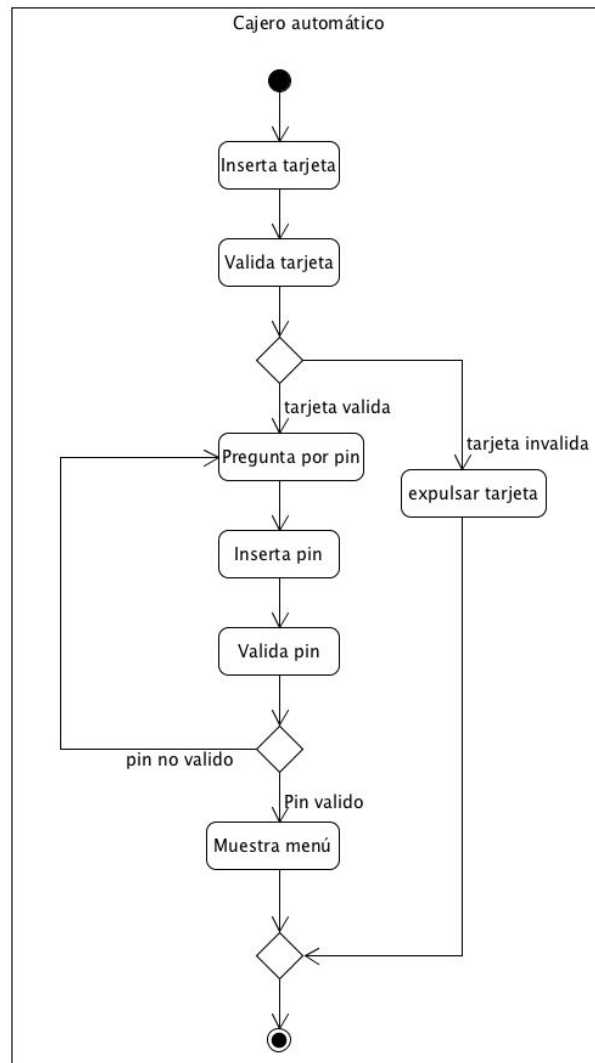 Cajero automático
Inserta tarjeta
Valida tarjeta
tarjeta valida
tarjeta invalida
Pregunta por pin
expulsar tarjeta
Inserta pin
Valida pin
pin no valido
Pin valido
Muestra menú